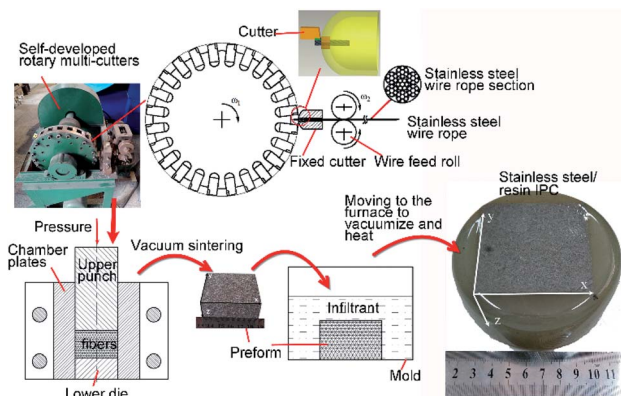 Cutter
Self-developed
rotary multi-cutters
ω1
ω2
Stainless steel
wire rope section
Stainless steel
wire rope
Fixed cutter
Wire feed roll
Pressure
Chamber
plates
Upper
punch
fibers
Lower die
Vacuum sintering
Preform
Infiltrant
Mold
Moving to the
furnace to
vacuumize and
heat
Stainless steel/
resin IPC
y
x
z
2 3 4 5 6 7 8 9 10 11